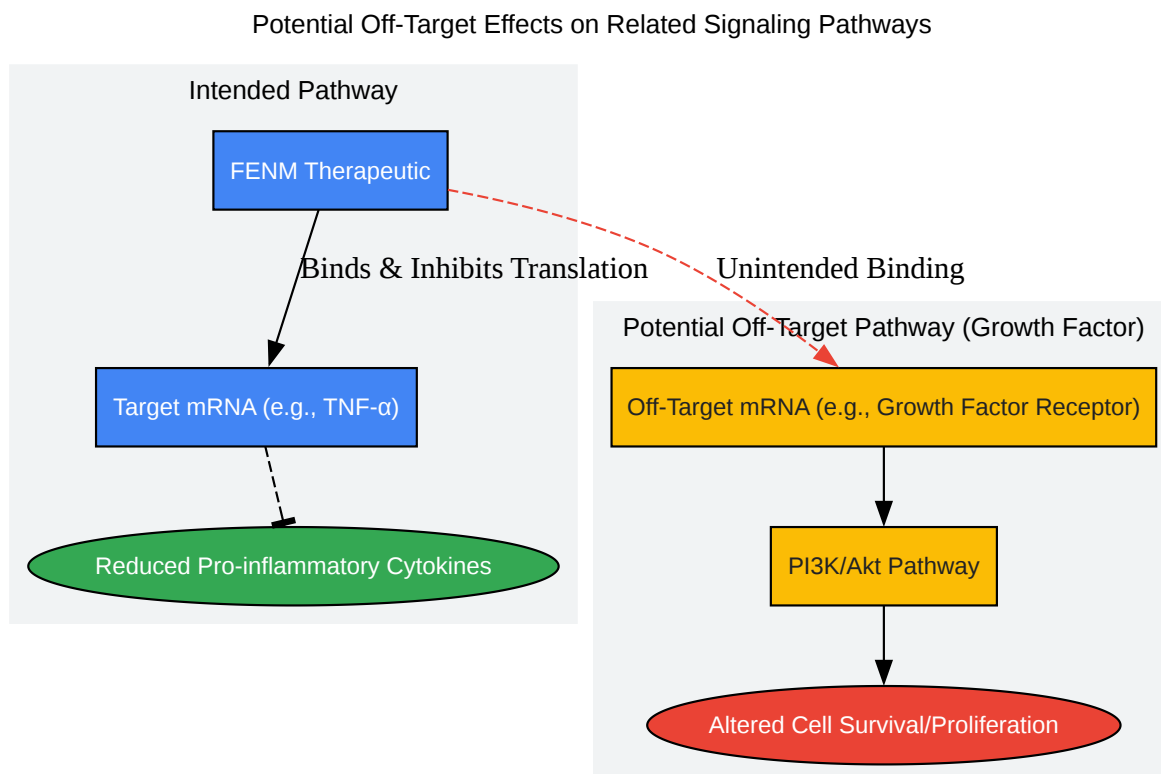 Potential Off-Target Effects on Related Signaling Pathways
Intended Pathway
FENM Therapeutic
Binds & Inhibits Translation
Unintended Binding
Target mRNA (e.g., TNF-α)
Reduced Pro-inflammatory Cytokines
Potential Off-Target Pathway (Growth Factor)
Off-Target mRNA (e.g., Growth Factor Receptor)
PI3K/Akt Pathway
Altered Cell Survival/Proliferation